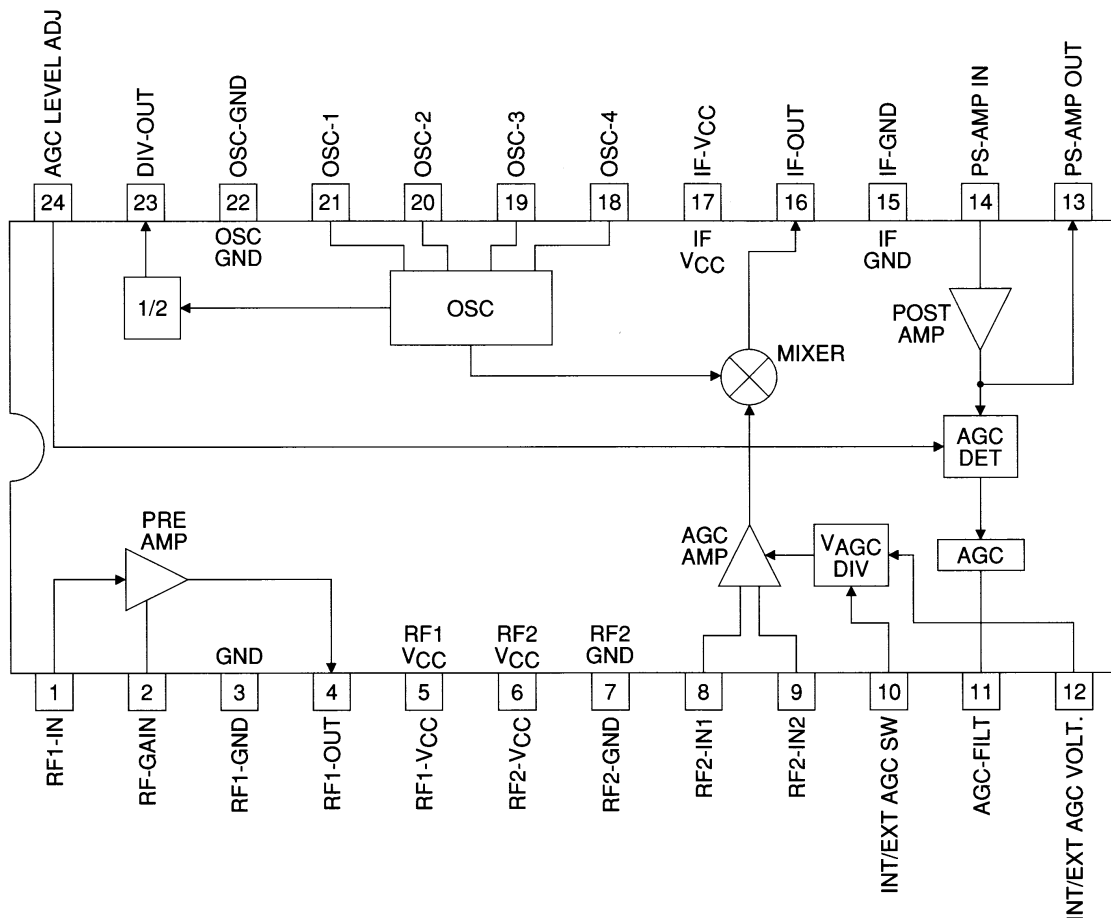 AGC LEVEL ADJ
DIV-OUT
OSC-GND
OSC-1
OSC-2
OSC-3
OSC-4
IF-VCC
IF-OUT
IF-GND
PS-AMP IN
PS-AMP OUT
24
23
22
21
20
19
18
17
16
15
14
13
OSC
GND
IF
VCC
IF
GND
1/2
OSC
POST
AMP
MIXER
AGC
DET
PRE
AMP
AGC
AMP
VAGC
DIV
AGC
GND
RF1
VCC
RF2
VCC
RF2
GND
1
2
3
4
5
6
7
8
9
10
11
12
RF1-IN
RF-GAIN
RF1-GND
RF1-OUT
RF1-VCC
RF2-VCC
RF2-GND
RF2-IN1
RF2-IN2
INT/EXT AGC SW
AGC-FILT
INT/EXT AGC VOLT.